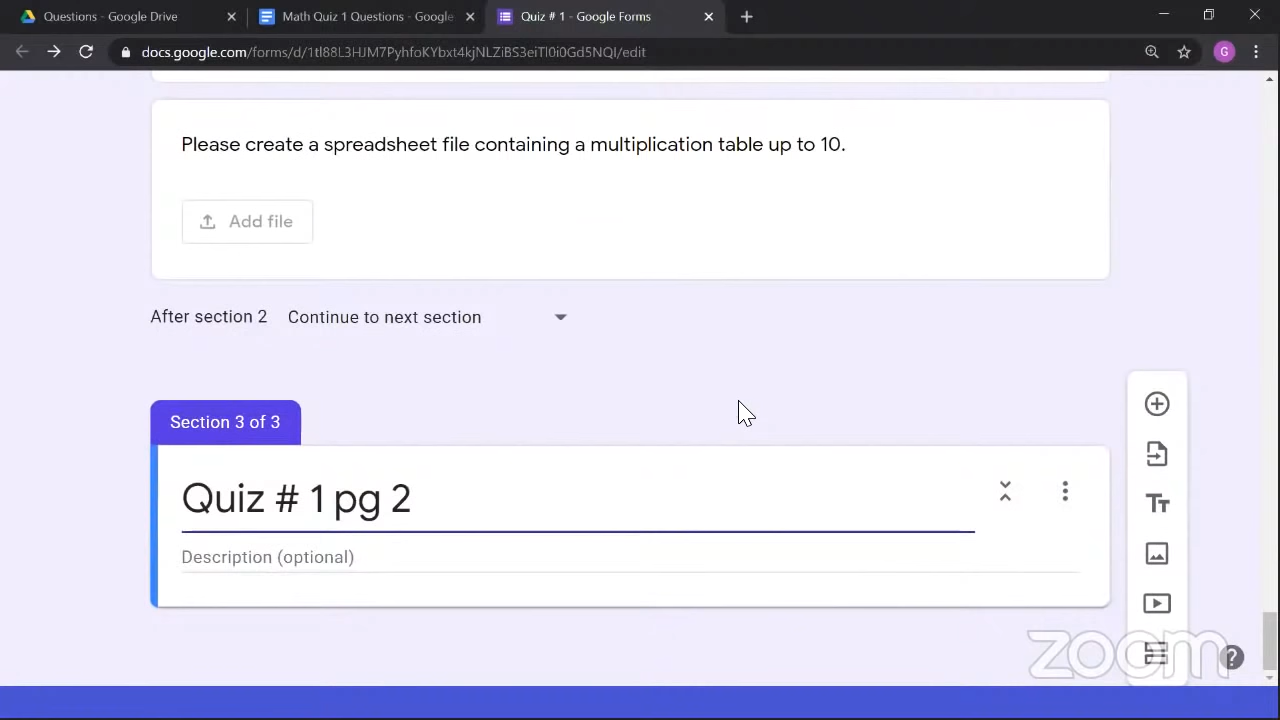 Questions - Google Drive
Math Quiz 1 Questions - Google
Quiz # 1 - Google Forms
docs.google.com/forms/d/1tl88L3HJM7PyhfoKYbxt4kjNLZiBS3eiTl0i0Gd5NQI/edit
G
Please create a spreadsheet file containing a multiplication table up to 10.
Add file
After section 2 Continue to next section
Section 3 of 3
Quiz # 1 pg 2
Description (optional)
Tт
zoom
?